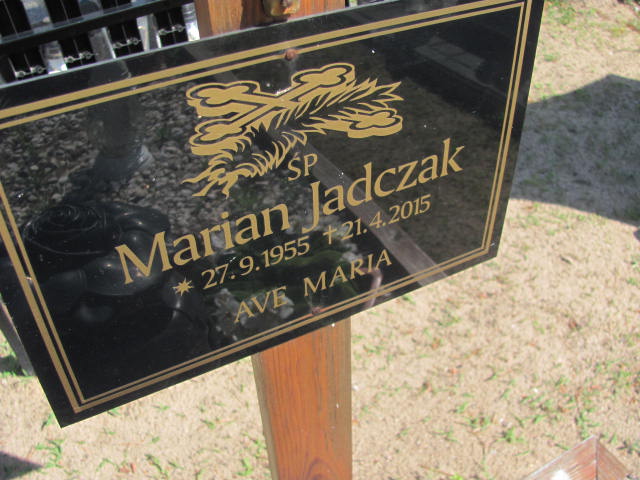 ŚP
Marian Jadczak
* 27.9.1955 †21.4.2015
AVE MARIA